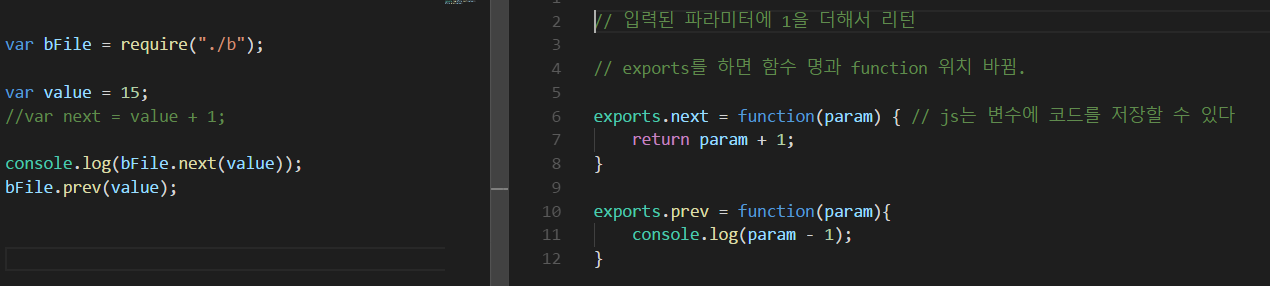 var bFile = require("./b");
var value = 15;
//var next = value + 1;
console.log(bFile.next(value));
bFile.prev(value);
2 // 입력된 파라미터에 1을 더해서 리턴
3
4 // exports를 하면 함수 명과 function 위치 바뀜.
5
6 exports.next = function(param) { // js는 변수에 코드를 저장할 수 있다
7 return param + 1;
8 }
9
10 exports.prev = function(param){
11 console.log(param - 1);
12 }